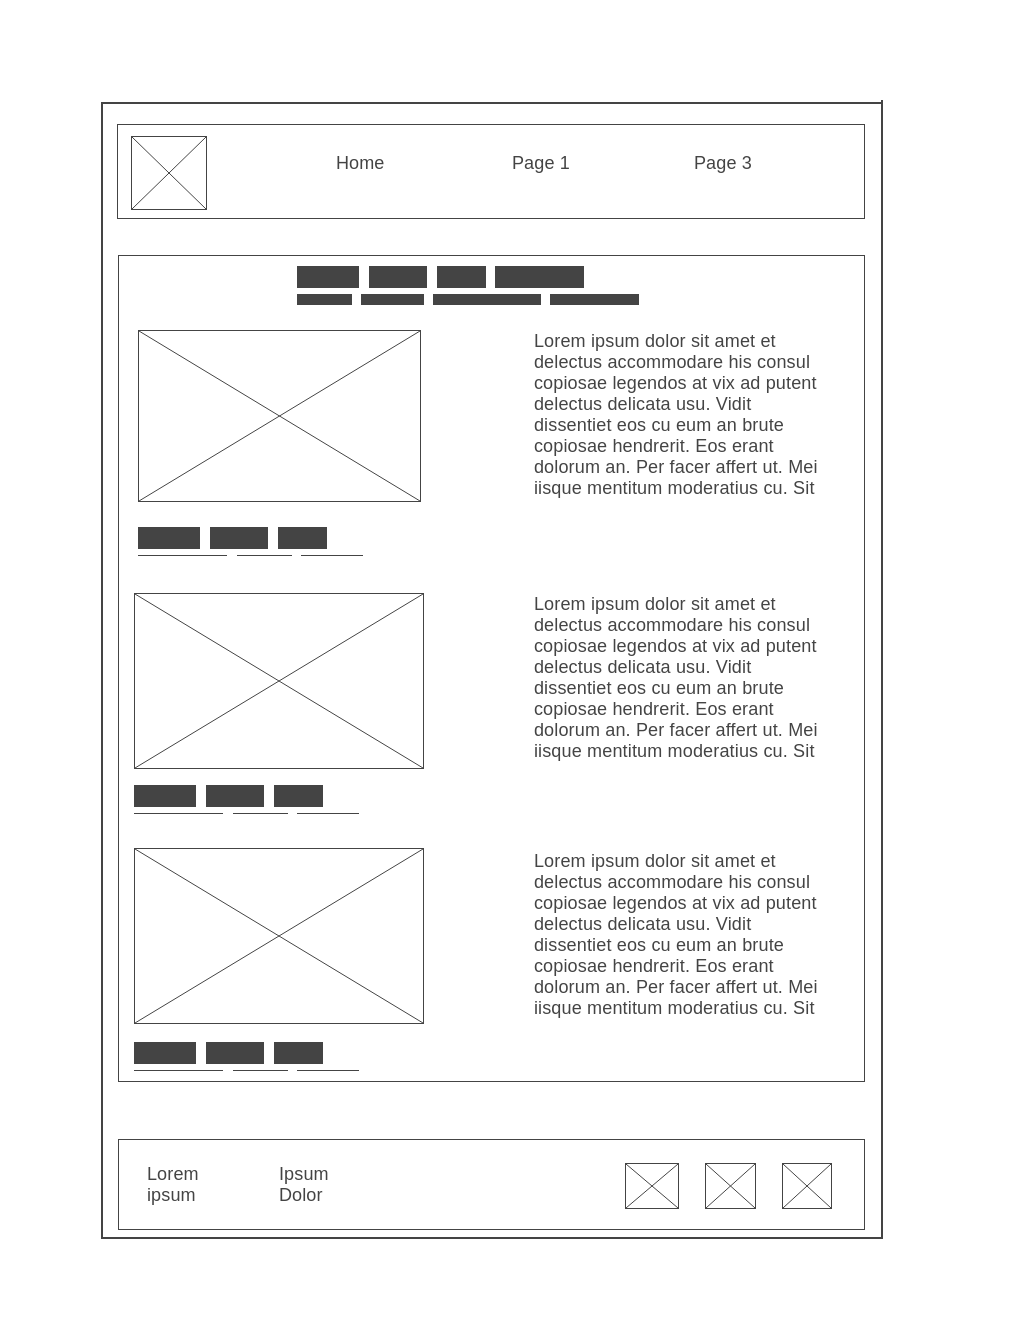 Home
Page 1
Page 3
Lorem ipsum dolor sit amet et
delectus accommodare his consul
copiosae legendos at vix ad putent
delectus delicata usu. Vidit
dissentiet eos cu eum an brute
copiosae hendrerit. Eos erant
dolorum an. Per facer affert ut. Mei
iisque mentitum moderatius cu. Sit
Lorem ipsum dolor sit amet et
delectus accommodare his consul
copiosae legendos at vix ad putent
delectus delicata usu. Vidit
dissentiet eos cu eum an brute
copiosae hendrerit. Eos erant
dolorum an. Per facer affert ut. Mei
iisque mentitum moderatius cu. Sit
Lorem ipsum dolor sit amet et
delectus accommodare his consul
copiosae legendos at vix ad putent
delectus delicata usu. Vidit
dissentiet eos cu eum an brute
copiosae hendrerit. Eos erant
dolorum an. Per facer affert ut. Mei
iisque mentitum moderatius cu. Sit
Lorem
ipsum
Ipsum
Dolor